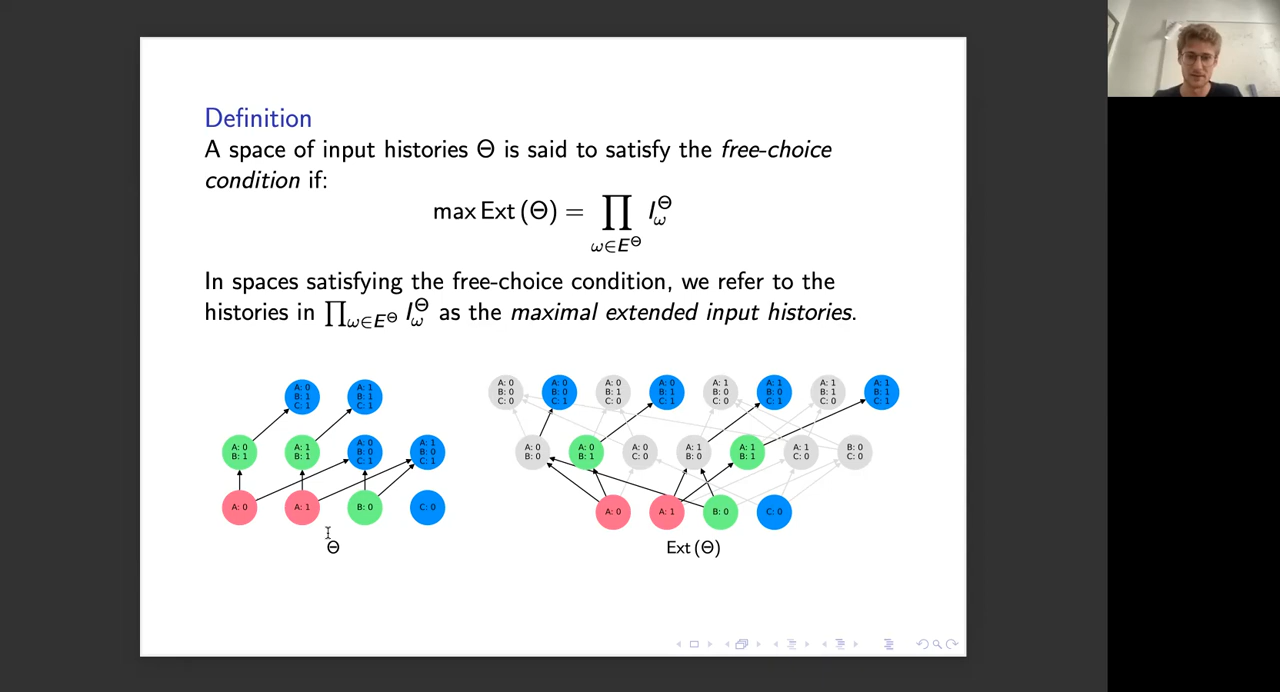 Definition
A space of input histories Θ is said to satisfy the free-choice
condition if:
max Ext (Θ) = ∏ I_ω^Θ
ω∈E^Θ
In spaces satisfying the free-choice condition, we refer to the
histories in ∏_{ω∈E^Θ} I_ω^Θ as the maximal extended input histories.
A: 0 B: 1 C: 1
A: 1 B: 1 C: 1
A: 0 B: 1
A: 1 B: 1
A: 0 B: 0 C: 1
A: 1 B: 0 C: 1
A: 0
A: 1
B: 0
C: 0
Θ
A: 0 B: 0 C: 0
A: 0 B: 0 C: 1
A: 0 B: 1 C: 0
A: 0 B: 1 C: 1
A: 1 B: 0 C: 0
A: 1 B: 0 C: 1
A: 1 B: 1 C: 0
A: 1 B: 1 C: 1
A: 0 B: 0
A: 0 B: 1
A: 0 C: 0
A: 1 B: 0
A: 1 B: 1
A: 1 C: 0
B: 0 C: 0
A: 0
A: 1
B: 0
C: 0
Ext (Θ)